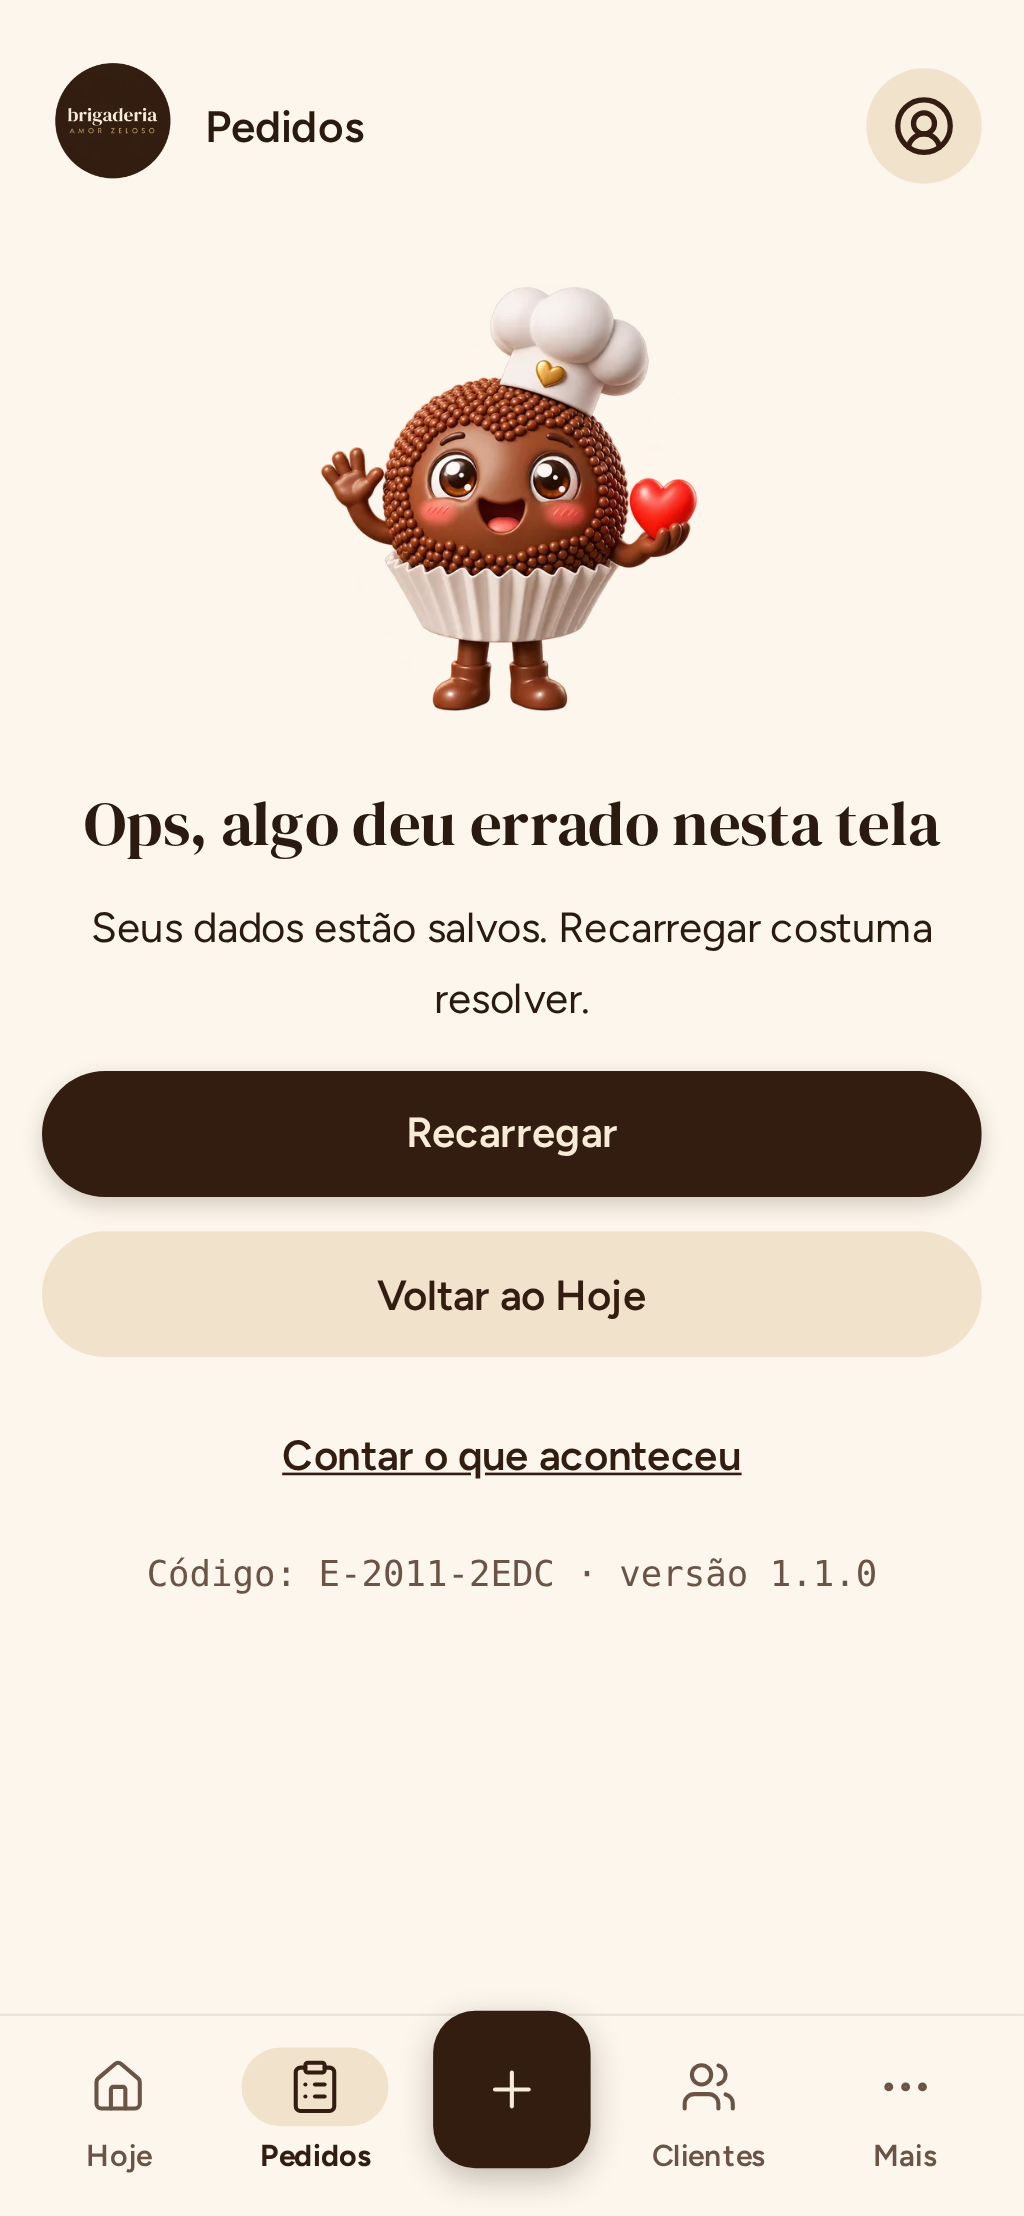 brigaderia
AMOR ZELOSO
Pedidos
Ops, algo deu errado nesta tela
Seus dados estão salvos. Recarregar costuma
resolver.
Recarregar
Voltar ao Hoje
Contar o que aconteceu
Código: E-2011-2EDC · versão 1.1.0
Hoje
Pedidos
Clientes
Mais